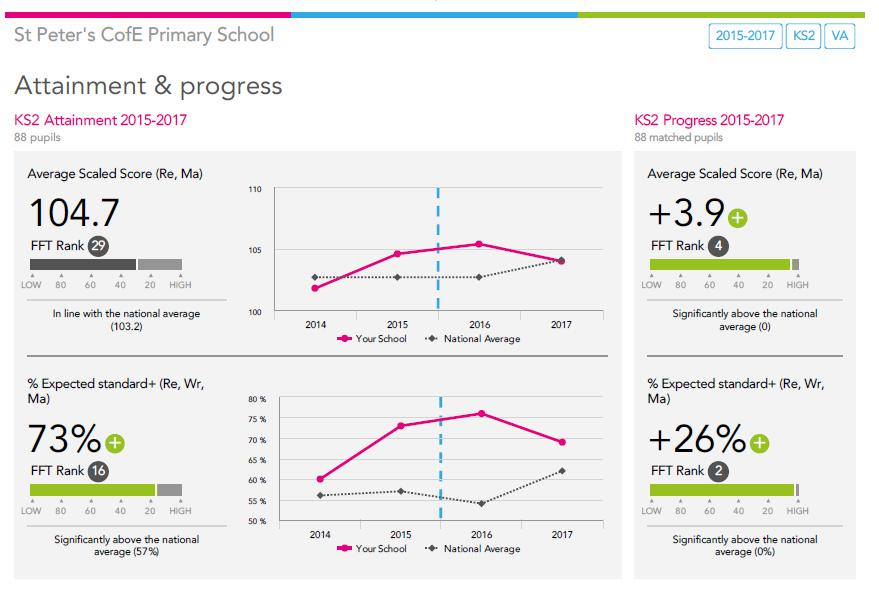 St Peter's CofE Primary School
2015-2017 KS2 VA
Attainment & progress
KS2 Attainment 2015-2017
88 pupils
Average Scaled Score (Re, Ma)
104.7
FFT Rank 29
LOW 80 60 40 20 HIGH
In line with the national average
(103.2)
110
105
100
2014 2015 2016 2017
Your School National Average
% Expected standard+ (Re, Wr,
Ma)
73% +
FFT Rank 16
LOW 80 60 40 20 HIGH
Significantly above the national
average (57%)
80 %
75 %
70 %
65 %
60 %
55 %
50 %
2014 2015 2016 2017
Your School National Average
KS2 Progress 2015-2017
88 matched pupils
Average Scaled Score (Re, Ma)
+3.9 +
FFT Rank 4
LOW 80 60 40 20 HIGH
Significantly above the national
average (0)
% Expected standard+ (Re, Wr,
Ma)
+26% +
FFT Rank 2
LOW 80 60 40 20 HIGH
Significantly above the national
average (0%)